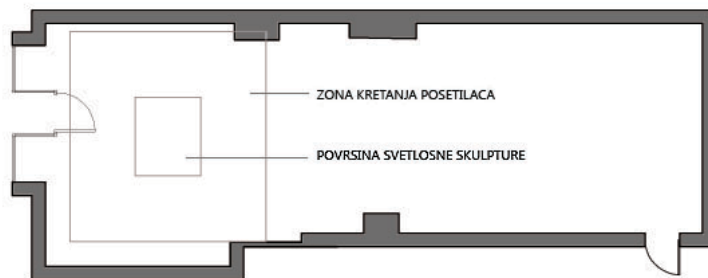 ZONA KRETANJA POSETILACA
POVRSINA SVETLOSNE SKULPTURE